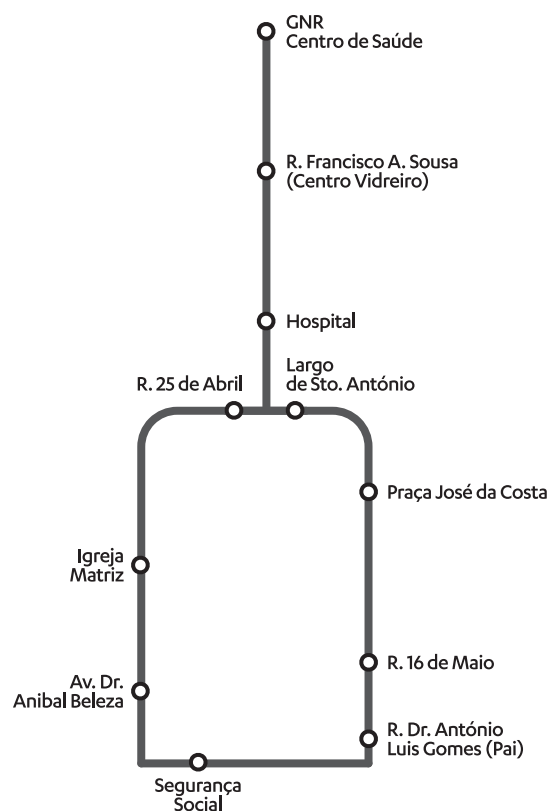 GNR
Centro de Saúde
R. Francisco A. Sousa
(Centro Vidreiro)
Hospital
R. 25 de Abril
Largo
de Sto. António
Praça José da Costa
Igreja
Matriz
R. 16 de Maio
Av. Dr.
Anibal Beleza
R. Dr. António
Luis Gomes (Pai)
Segurança
Social